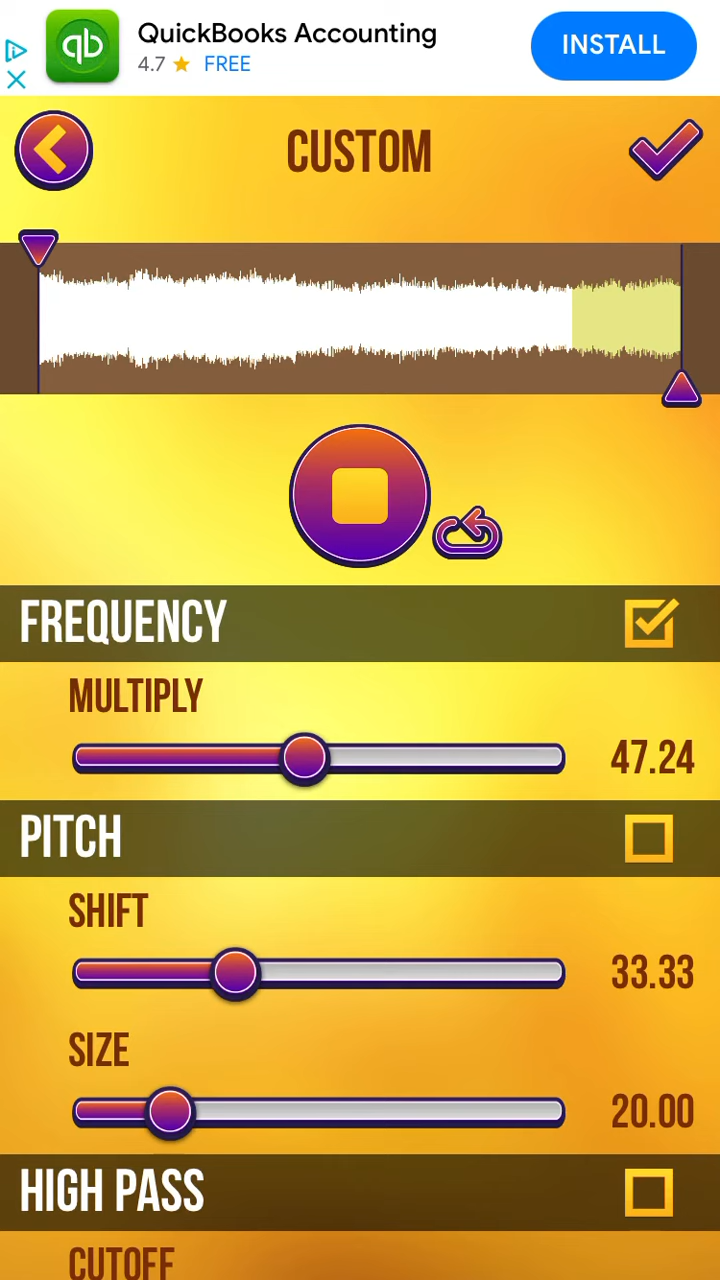 qb
QuickBooks Accounting
4.7 ★ FREE
INSTALL
CUSTOM
FREQUENCY
MULTIPLY
47.24
PITCH
SHIFT
33.33
SIZE
20.00
HIGH PASS
CUTOFF